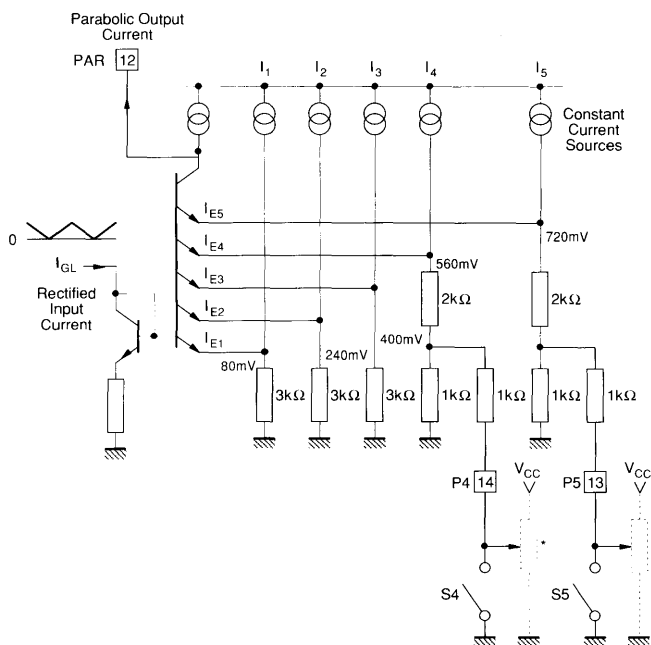 Parabolic Output
Current
PAR 12
I1 I2 I3 I4 I5
Constant
Current
Sources
IE5
720mV
0
IE4
560mV
IGL
IE3
Rectified
Input
Current
2kΩ 2kΩ
IE2
400mV
IE1
240mV
80mV
3kΩ 3kΩ 3kΩ 1kΩ 1kΩ 1kΩ 1kΩ
P4 14 VCC P5 13 VCC
*
S4 S5